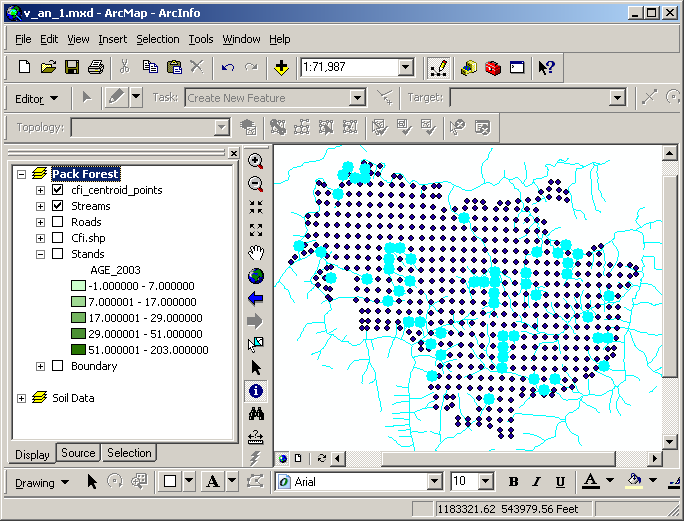 v_an_1.mxd - ArcMap - ArcInfo
File Edit View Insert Selection Tools Window Help
1:71,987
Editor Task: Create New Feature Target:
Topology:
Pack Forest
cfi_centroid_points
Streams
Roads
Cfi.shp
Stands
AGE_2003
-1.000000 - 7.000000
7.000001 - 17.000000
17.000001 - 29.000000
29.000001 - 51.000000
51.000001 - 203.000000
Boundary
Soil Data
Display Source Selection
Drawing A Arial 10 B I U A
1183321.62 543979.56 Feet